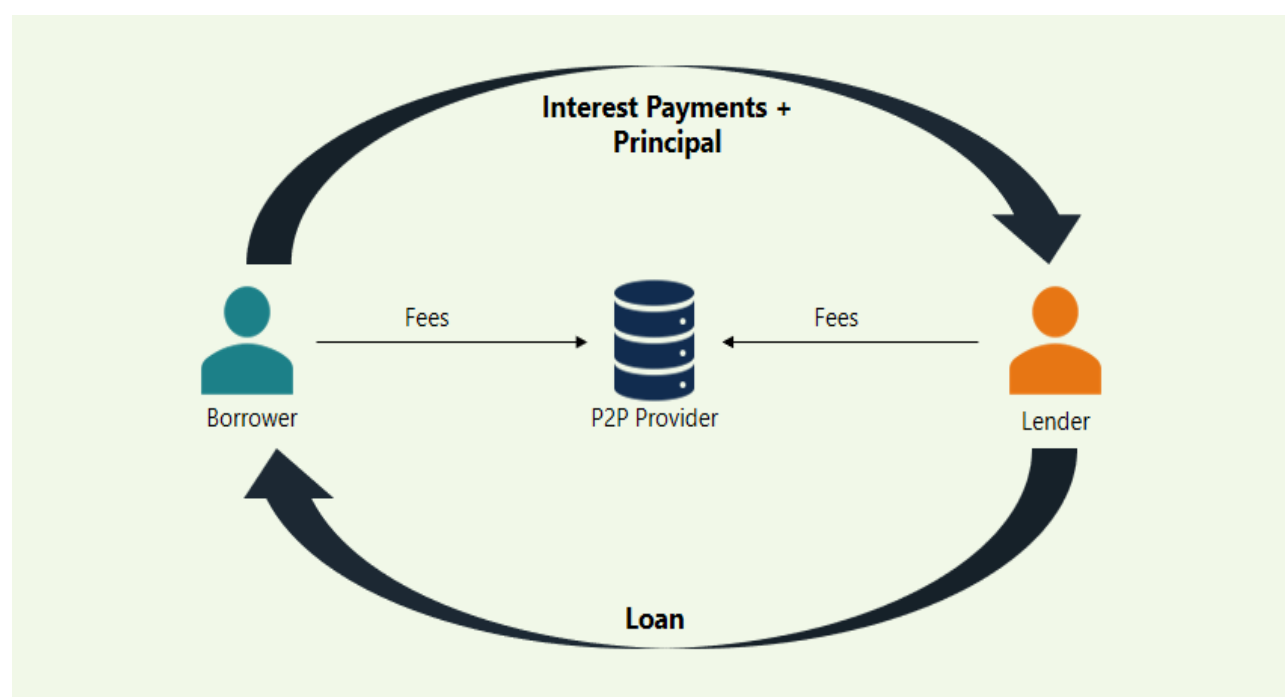 Interest Payments +
Principal
Fees
Fees
Borrower
P2P Provider
Lender
Loan